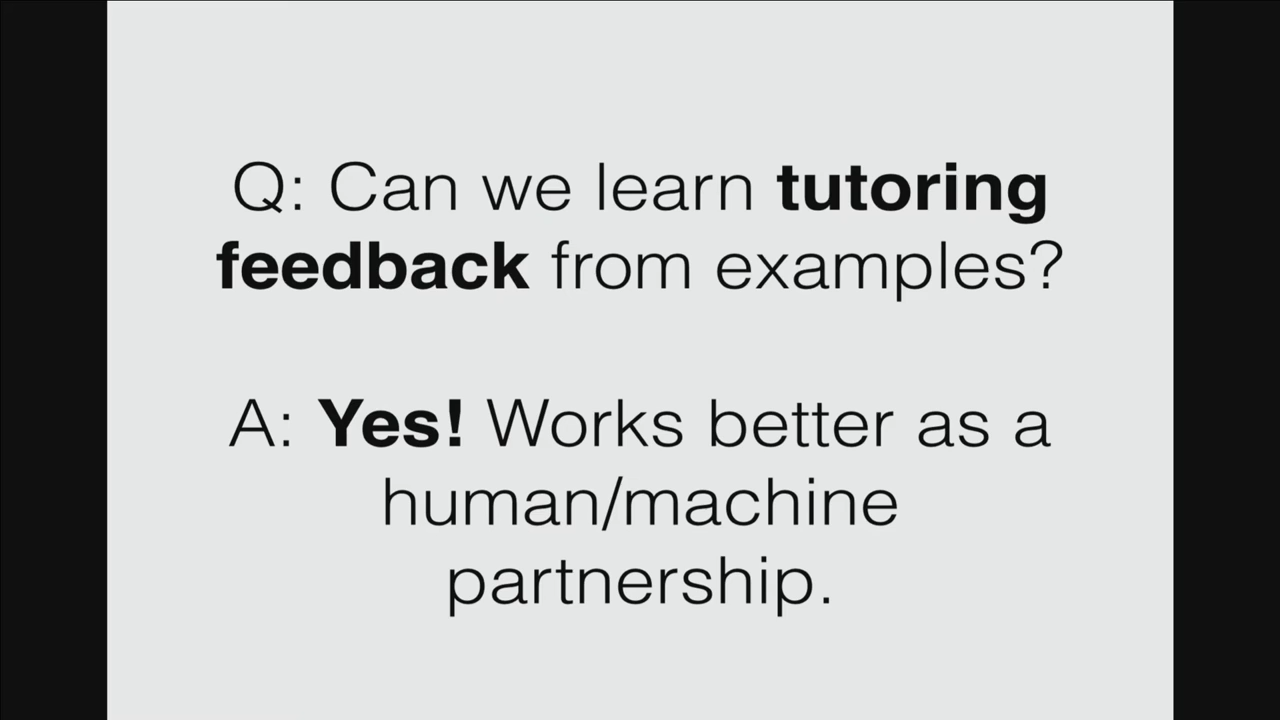 Q: Can we learn tutoring
feedback from examples?
A: Yes! Works better as a
human/machine
partnership.